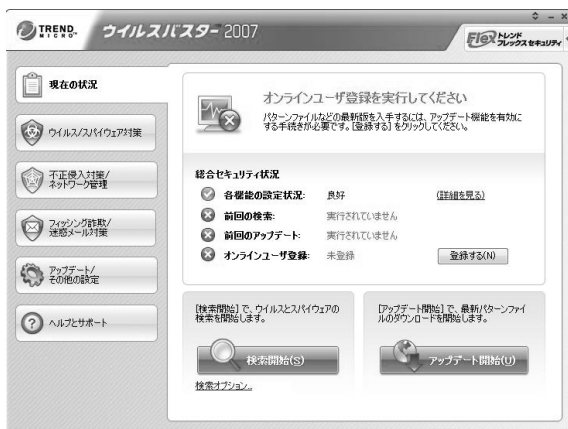 TREND MICRO
ウイルスバスター 2007
Flex トレンド フレックス セキュリティ
現在の状況
ウイルス/スパイウェア対策
不正侵入対策/
ネットワーク管理
フィッシング詐欺/
迷惑メール対策
アップデート/
その他の設定
ヘルプとサポート
オンラインユーザ登録を実行してください
パターンファイルなどの最新版を入手するには、アップデート機能を有効に
する手続きが必要です。[登録する] をクリックしてください。
総合セキュリティ状況
各機能の設定状況: 良好 (詳細を見る)
前回の検索: 実行されていません
前回のアップデート: 実行されていません
オンラインユーザ登録: 未登録 登録する(N)
[検索開始] で、ウイルスとスパイウェアの
検索を開始します。
検索開始(S)
検索オプション...
[アップデート開始] で、最新パターンファイ
ルのダウンロードを開始します。
アップデート開始(U)